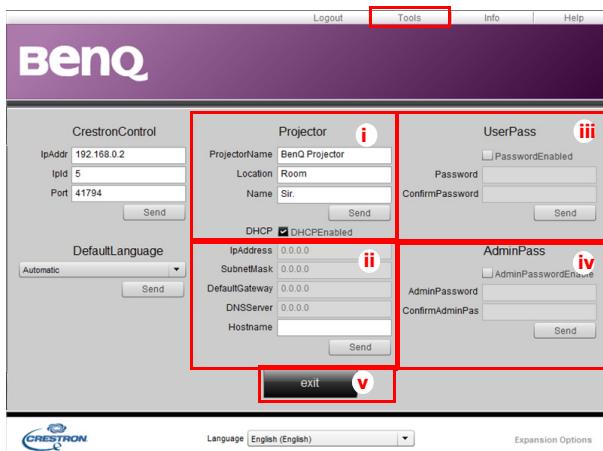 Logout Tools Info Help
BenQ
CrestronControl
IpAddr 192.168.0.2
IpId 5
Port 41794
Send
DefaultLanguage
Automatic
Send
Projector i
ProjectorName BenQ Projector
Location Room
Name Sir.
Send
DHCP DHCPEnabled
IpAddress 0.0.0.0 ii
SubnetMask 0.0.0.0
DefaultGateway 0.0.0.0
DNSServer 0.0.0.0
Hostname
Send
UserPass iii
PasswordEnabled
Password
ConfirmPassword
Send
AdminPass iv
AdminPasswordEnable
AdminPassword
ConfirmAdminPas
Send
exit v
CRESTRON
Language English (English)
Expansion Options